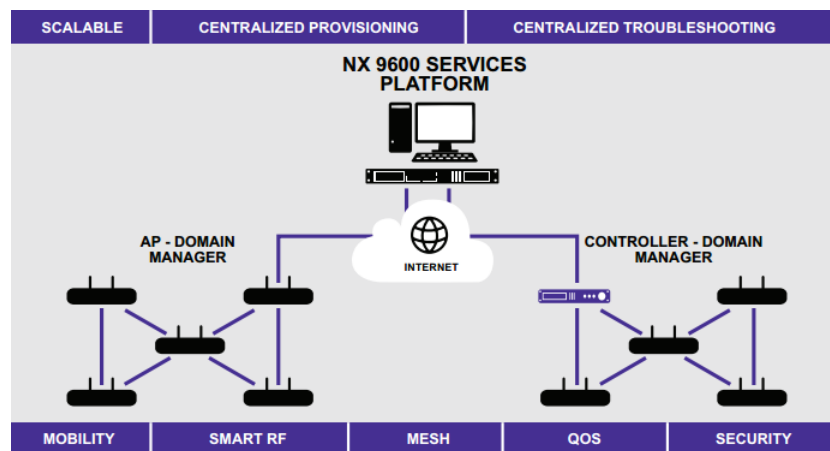 SCALABLE
CENTRALIZED PROVISIONING
CENTRALIZED TROUBLESHOOTING
NX 9600 SERVICES
PLATFORM
INTERNET
AP - DOMAIN
MANAGER
CONTROLLER - DOMAIN
MANAGER
MOBILITY
SMART RF
MESH
QOS
SECURITY